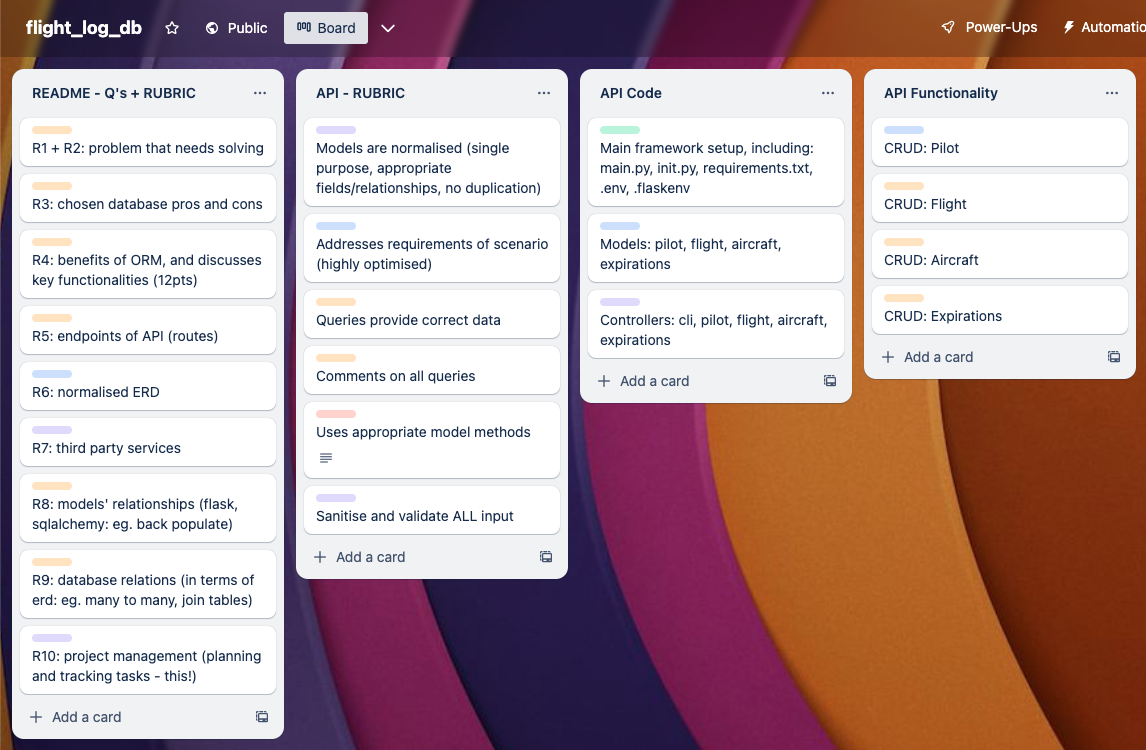 flight_log_db
Public
Board
Power-Ups
Automatio
README - Q's + RUBRIC
R1 + R2: problem that needs solving
R3: chosen database pros and cons
R4: benefits of ORM, and discusses
key functionalities (12pts)
R5: endpoints of API (routes)
R6: normalised ERD
R7: third party services
R8: models' relationships (flask,
sqlalchemy: eg. back populate)
R9: database relations (in terms of
erd: eg. many to many, join tables)
R10: project management (planning
and tracking tasks - this!)
Add a card
API - RUBRIC
Models are normalised (single
purpose, appropriate
fields/relationships, no duplication)
Addresses requirements of scenario
(highly optimised)
Queries provide correct data
Comments on all queries
Uses appropriate model methods
Sanitise and validate ALL input
Add a card
API Code
Main framework setup, including:
main.py, init.py, requirements.txt,
.env, .flaskenv
Models: pilot, flight, aircraft,
expirations
Controllers: cli, pilot, flight, aircraft,
expirations
Add a card
API Functionality
CRUD: Pilot
CRUD: Flight
CRUD: Aircraft
CRUD: Expirations
Add a card